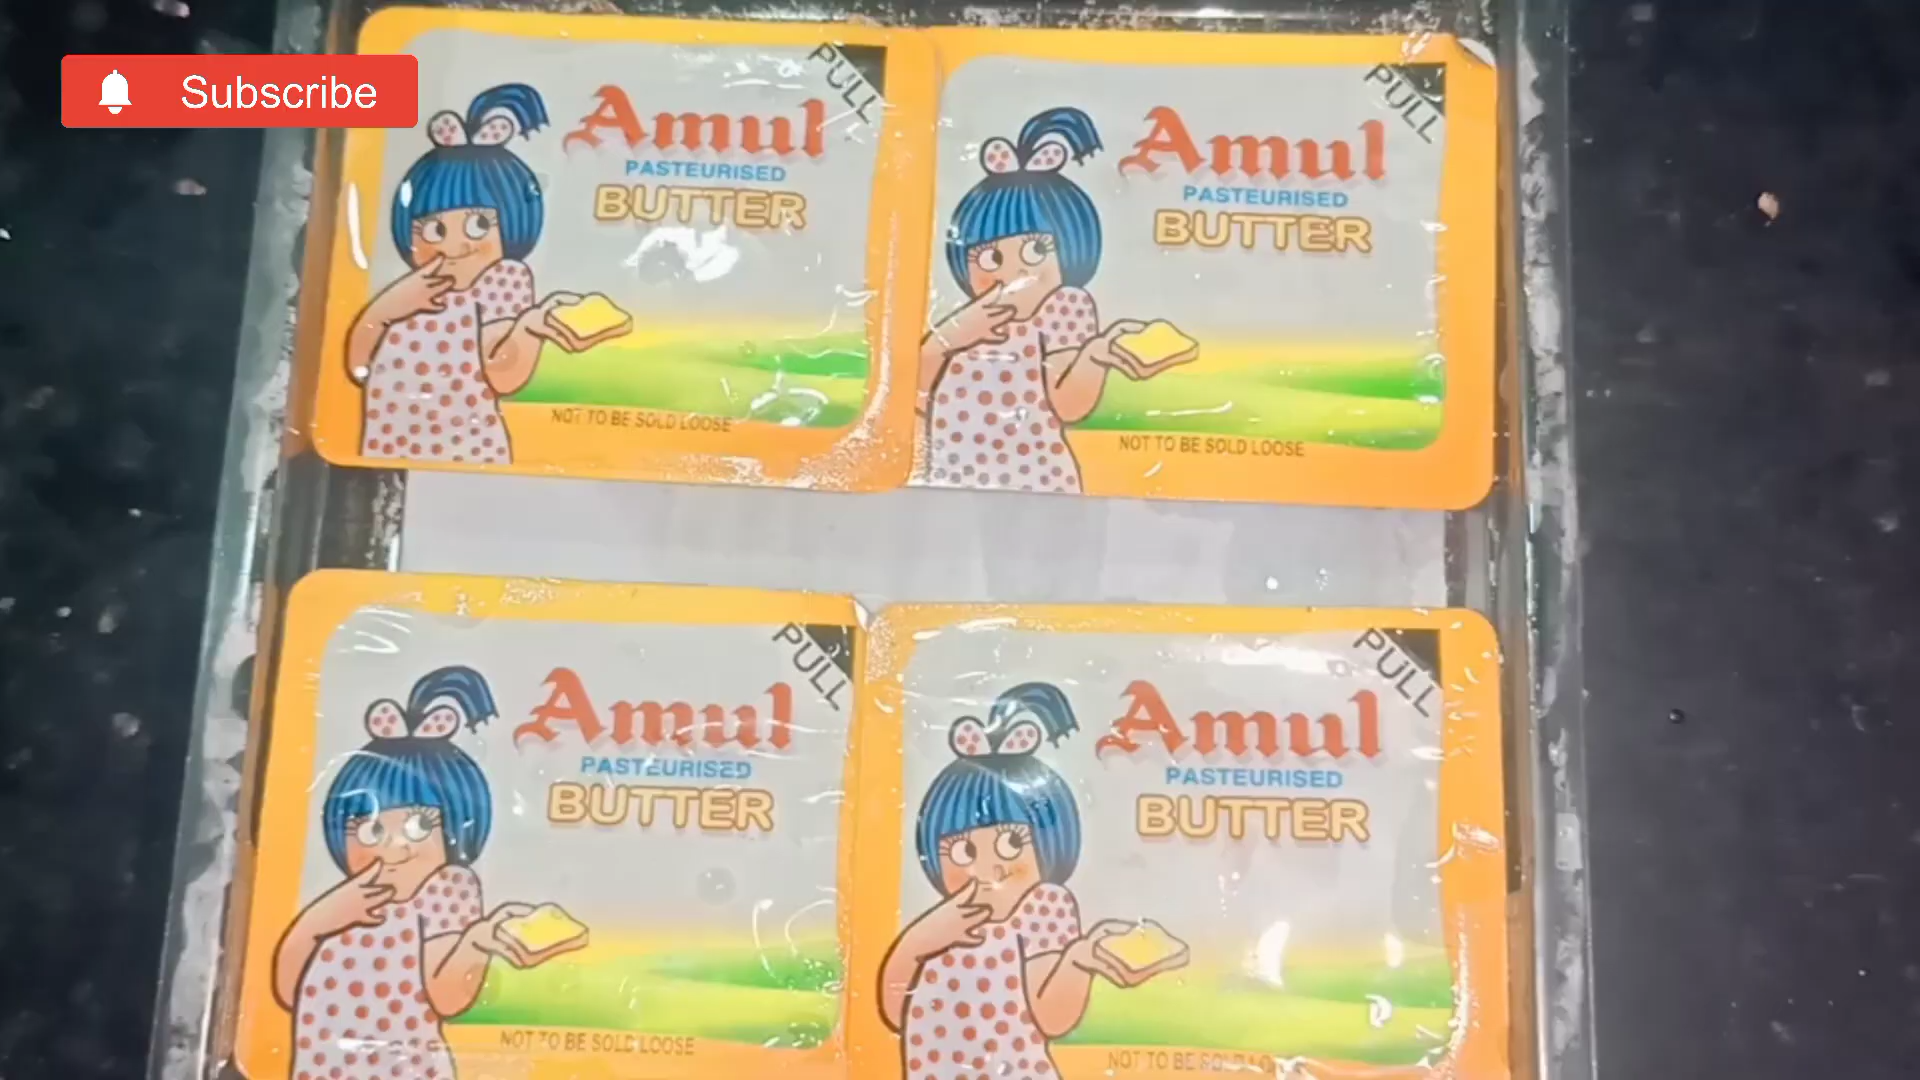 Subscribe
PULL
Amul
PASTEURISED
BUTTER
NOT TO BE SOLD LOOSE
PULL
Amul
PASTEURISED
BUTTER
NOT TO BE SOLD LOOSE
PULL
Amul
PASTEURISED
BUTTER
NOT TO BE SOLD LOOSE
PULL
Amul
PASTEURISED
BUTTER
NOT TO BE SOLD